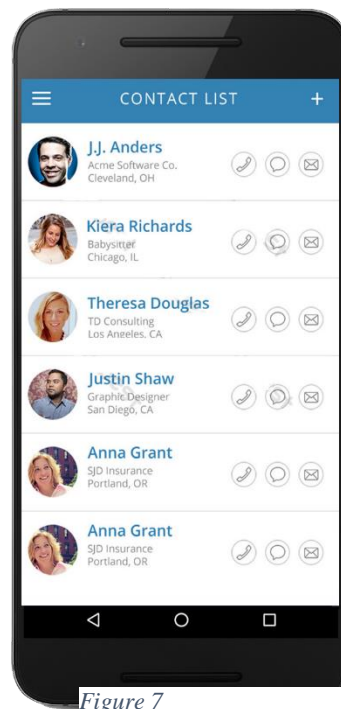 CONTACT LIST +
J.J. Anders
Acme Software Co.
Cleveland, OH
Kiera Richards
Babysitter
Chicago, IL
Theresa Douglas
TD Consulting
Los Angeles, CA
Justin Shaw
Graphic Designer
San Diego, CA
Anna Grant
SJD Insurance
Portland, OR
Anna Grant
SJD Insurance
Portland, OR
Figure 7